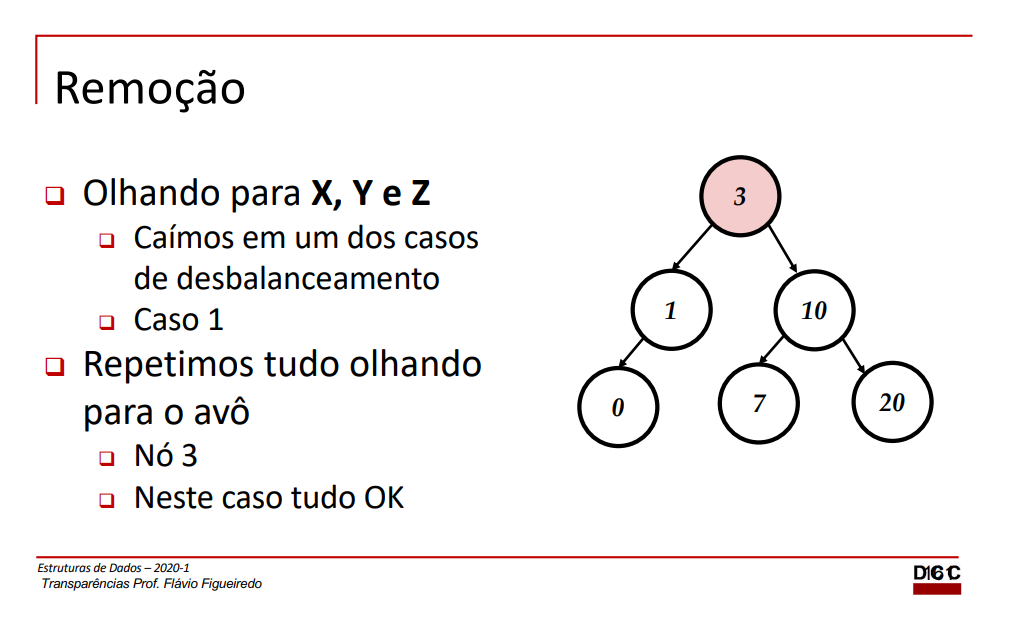 Remoção
Olhando para X, Y e Z
Caímos em um dos casos
de desbalanceamento
Caso 1
Repetimos tudo olhando
para o avô
Nó 3
Neste caso tudo OK
3
1
10
0
7
20
Estruturas de Dados – 2020-1
Transparências Prof. Flávio Figueiredo